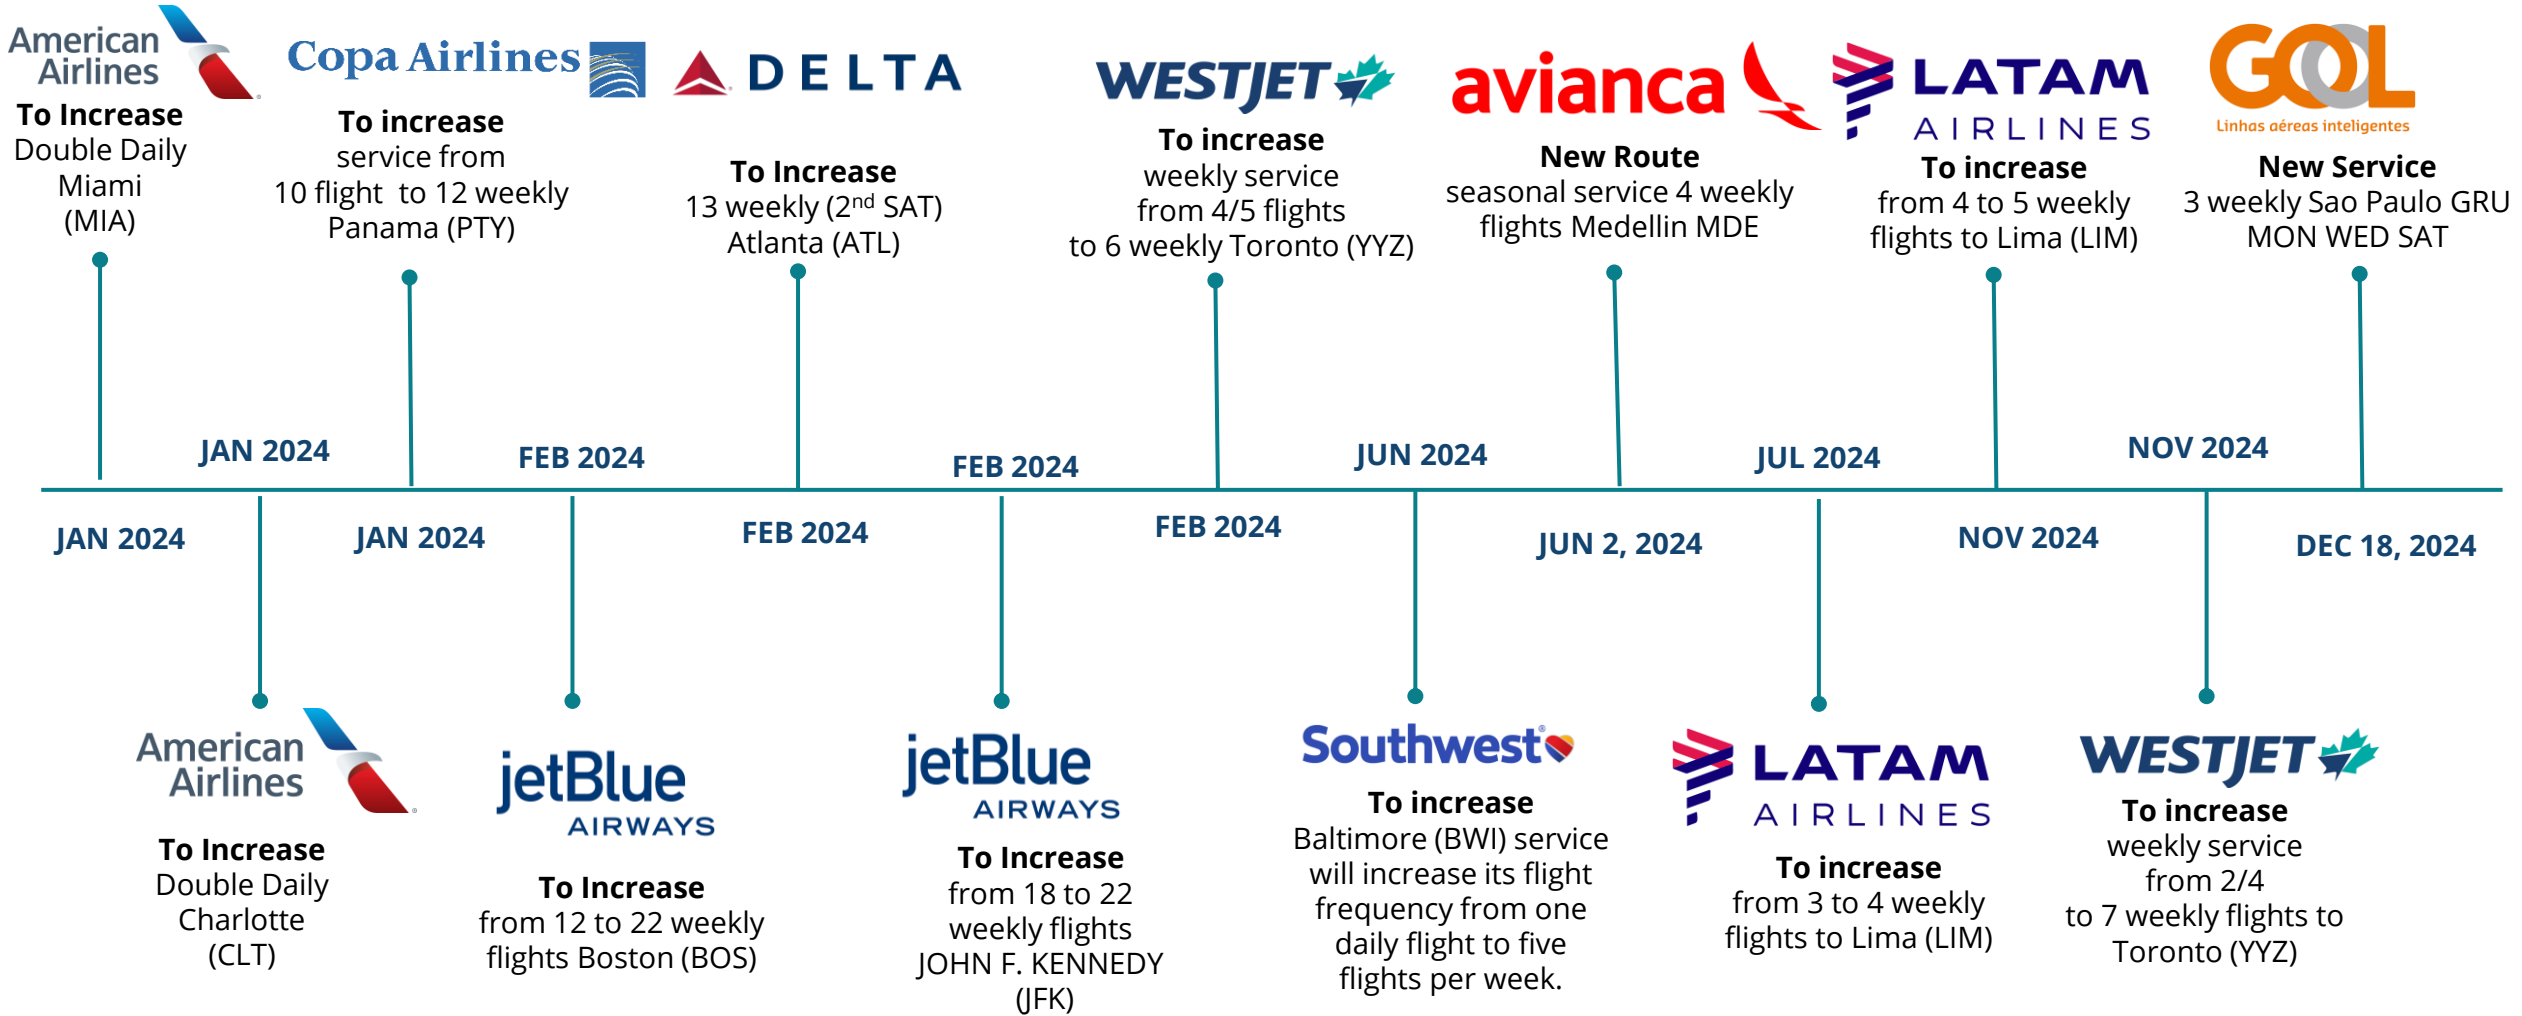 American
Airlines
To Increase
Double Daily
Miami
(MIA)
Copa Airlines
To increase
service from
10 flight to 12 weekly
Panama (PTY)
DELTA
To Increase
13 weekly (2nd SAT)
Atlanta (ATL)
WESTJET
To increase
weekly service
from 4/5 flights
to 6 weekly Toronto (YYZ)
avianca
New Route
seasonal service 4 weekly
flights Medellin MDE
LATAM
AIRLINES
To increase
from 4 to 5 weekly
flights to Lima (LIM)
GOL
Linhas aéreas inteligentes
New Service
3 weekly Sao Paulo GRU
MON WED SAT
JAN 2024
FEB 2024
FEB 2024
JUN 2024
JUL 2024
NOV 2024
JAN 2024
JAN 2024
FEB 2024
FEB 2024
JUN 2, 2024
NOV 2024
DEC 18, 2024
American
Airlines
To Increase
Double Daily
Charlotte
(CLT)
jetBlue
AIRWAYS
To Increase
from 12 to 22 weekly
flights Boston (BOS)
jetBlue
AIRWAYS
To Increase
from 18 to 22
weekly flights
JOHN F. KENNEDY
(JFK)
Southwest®
To increase
Baltimore (BWI) service
will increase its flight
frequency from one
daily flight to five
flights per week.
LATAM
AIRLINES
To increase
from 3 to 4 weekly
flights to Lima (LIM)
WESTJET
To increase
weekly service
from 2/4
to 7 weekly flights to
Toronto (YYZ)